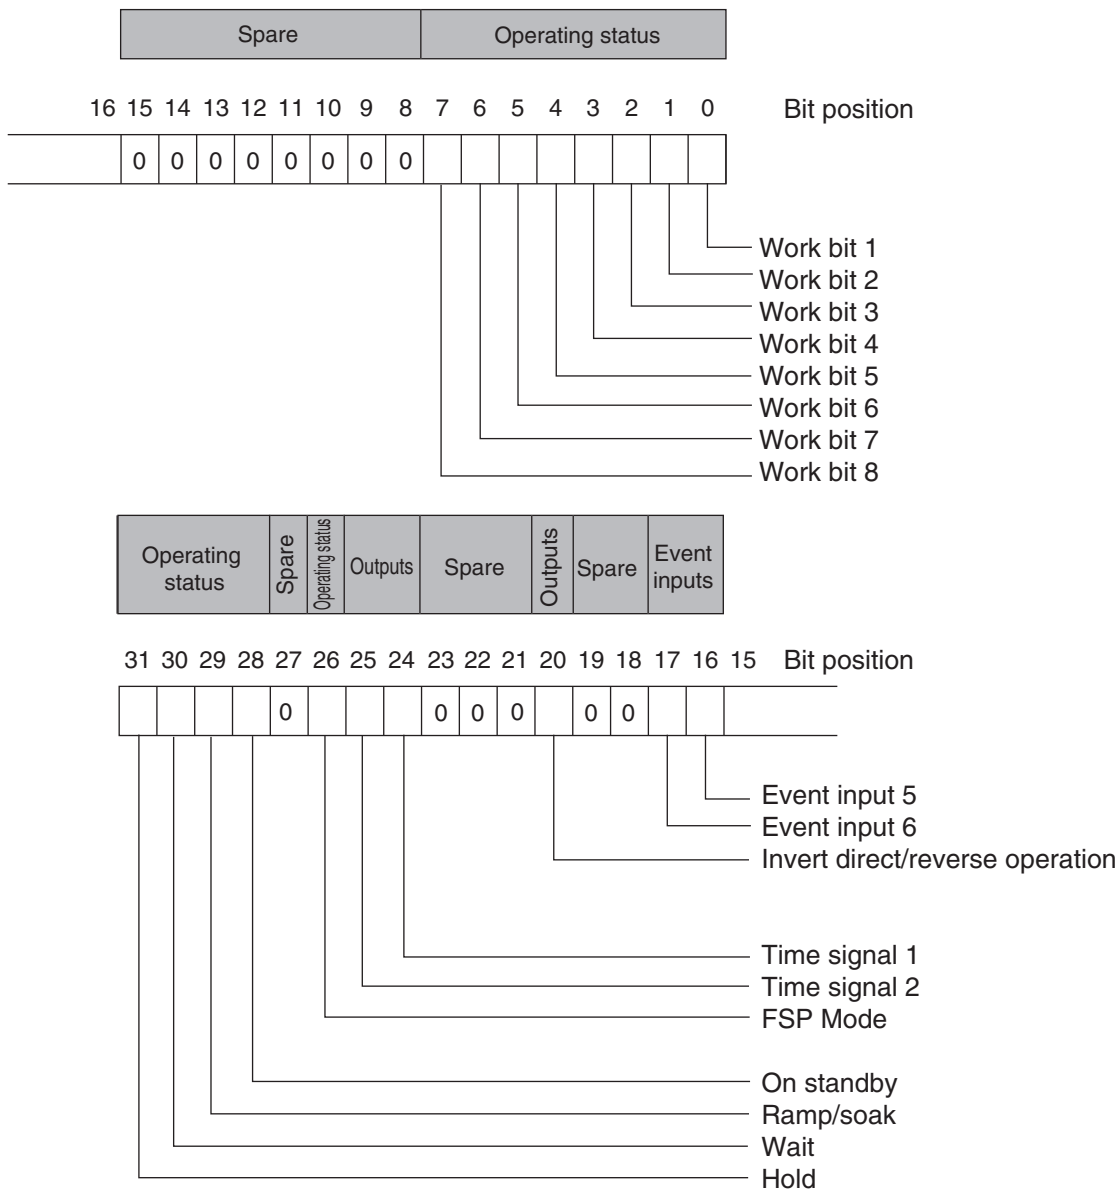 Spare Operating status
16 15 14 13 12 11 10 9 8 7 6 5 4 3 2 1 0 Bit position
0 0 0 0 0 0 0 0
Work bit 1
Work bit 2
Work bit 3
Work bit 4
Work bit 5
Work bit 6
Work bit 7
Work bit 8
Operating status Spare Operating status Outputs Spare Outputs Spare Event inputs
31 30 29 28 27 26 25 24 23 22 21 20 19 18 17 16 15 Bit position
0 0 0 0 0 0
Event input 5
Event input 6
Invert direct/reverse operation
Time signal 1
Time signal 2
FSP Mode
On standby
Ramp/soak
Wait
Hold